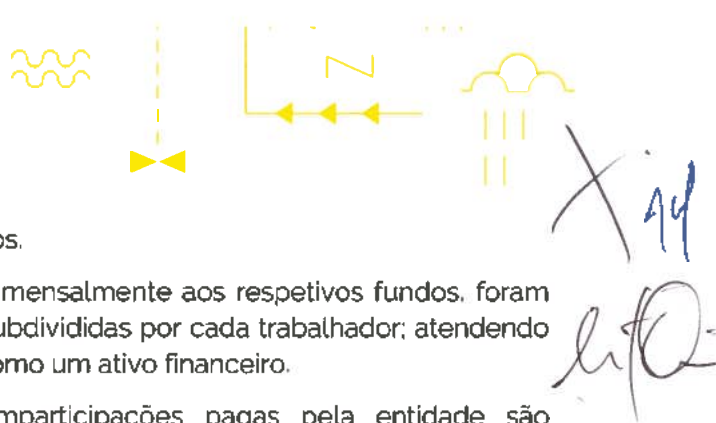 os.
mensalmente aos respetivos fundos, foram
ubdivididas por cada trabalhador; atendendo
omo um ativo financeiro.
mparticipações pagas pela entidade são